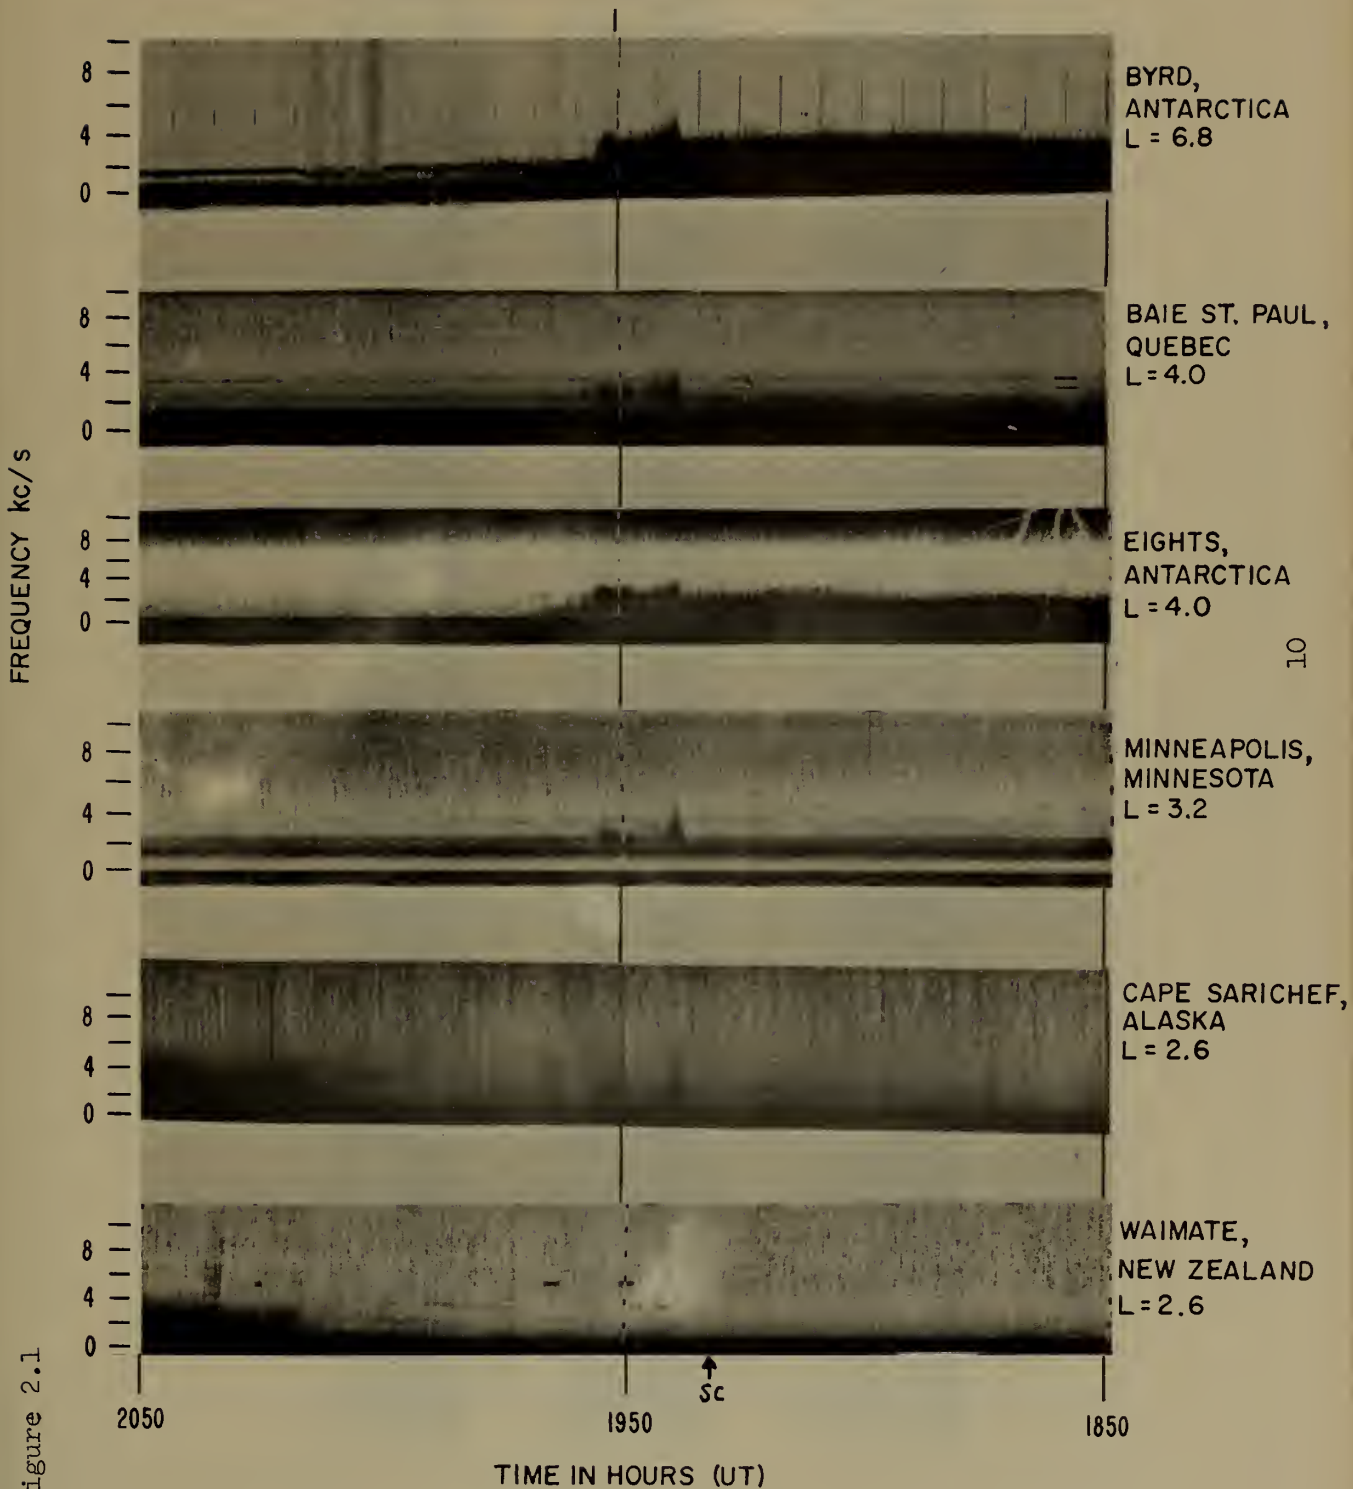 FREQUENCY kc/s
8
4
0
BYRD,
ANTARCTICA
L = 6.8
8
4
0
BAIE ST. PAUL,
QUEBEC
L = 4.0
8
4
0
EIGHTS,
ANTARCTICA
L = 4.0
10
8
4
0
MINNEAPOLIS,
MINNESOTA
L = 3.2
8
4
0
CAPE SARICHEF,
ALASKA
L = 2.6
8
4
0
WAIMATE,
NEW ZEALAND
L = 2.6
SC
2050 1950 1850
TIME IN HOURS (UT)
igure 2.1